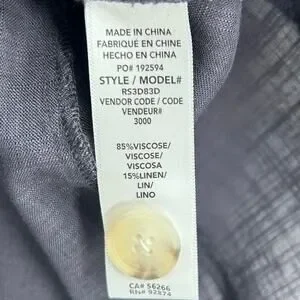 MADE IN CHINA
FABRIQUÉ EN CHINE
HECHO EN CHINA
PO# 192594
STYLE / MODEL#
RS3D83D
VENDOR CODE / CODE
VENDEUR#
3000
85%VISCOSE/
VISCOSE/
VISCOSA
15%LINEN/
LIN/
LINO
CA# 56266
RN# 92874